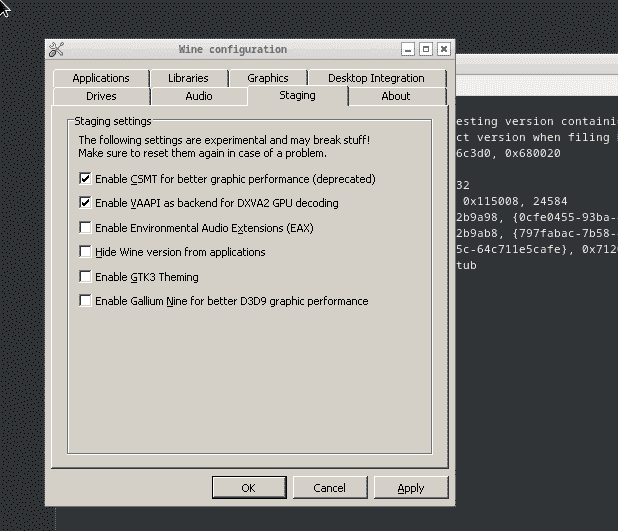 Wine configuration
Applications Libraries Graphics Desktop Integration
Drives Audio Staging About
Staging settings
The following settings are experimental and may break stuff!
Make sure to reset them again in case of a problem.
Enable CSMT for better graphic performance (deprecated)
Enable VAAPI as backend for DXVA2 GPU decoding
Enable Environmental Audio Extensions (EAX)
Hide Wine version from applications
Enable GTK3 Theming
Enable Gallium Nine for better D3D9 graphic performance
OK Cancel Apply
esting version containi
ct version when filing
6c3d0, 0x680020
32
0x115008, 24584
2b9a98, {0cfe0455-93ba-
2b9ab8, {797fabac-7b58-
5c-64c711e5cafe}, 0x712
tub